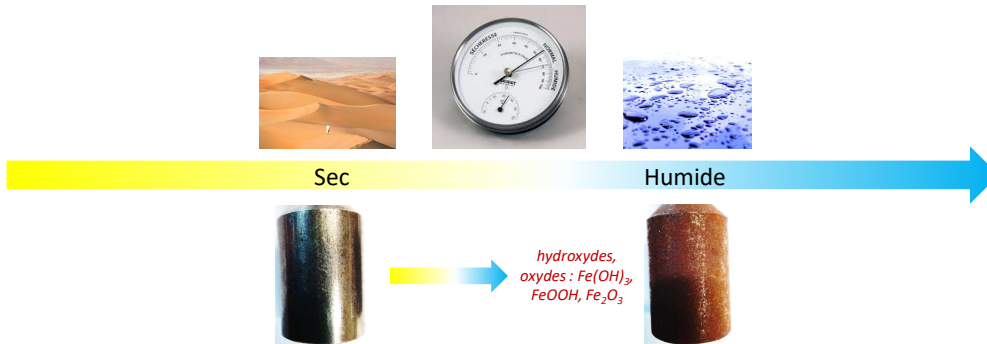 SECHERESSE
NORMAL
HUMIDE
Sec
Humide
hydroxydes,
oxydes : Fe(OH)₃,
FeOOH, Fe₂O₃